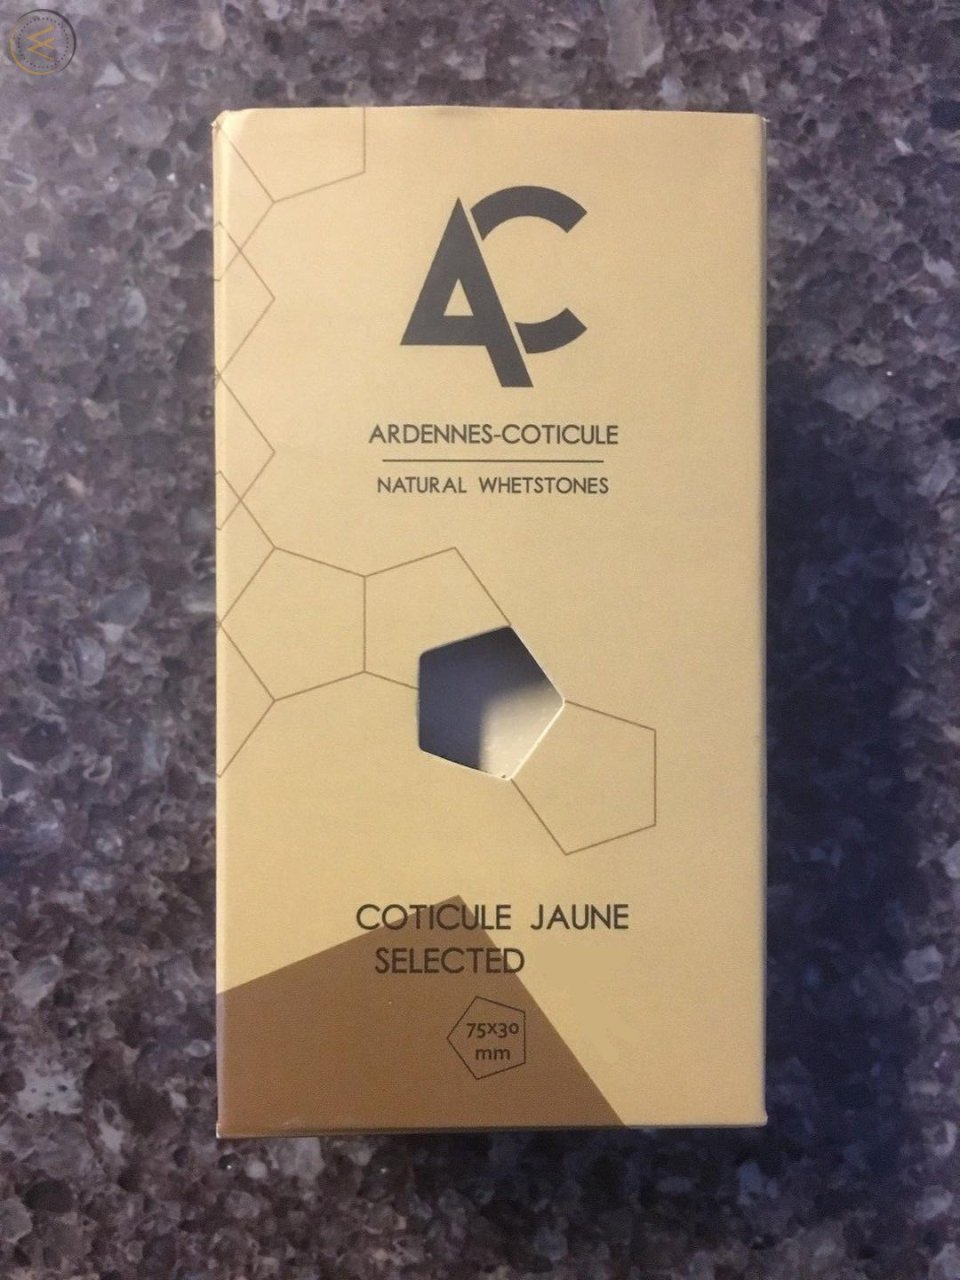 AC
ARDENNES-COTICULE
NATURAL WHETSTONES
COTICULE JAUNE
SELECTED
75x30
mm